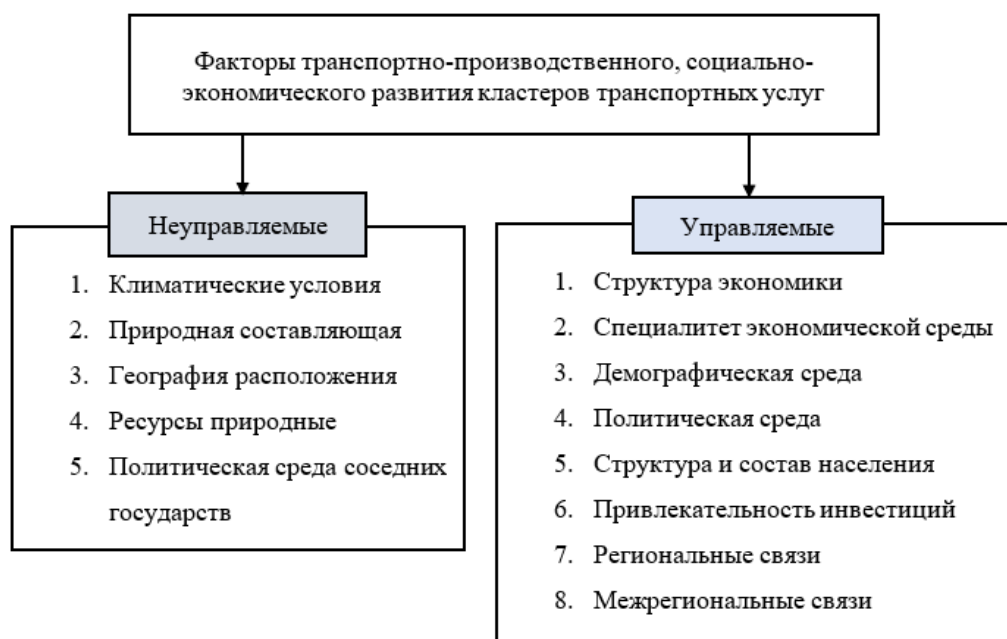 Факторы транспортно-производственного, социально-
экономического развития кластеров транспортных услуг
Неуправляемые
1. Климатические условия
2. Природная составляющая
3. География расположения
4. Ресурсы природные
5. Политическая среда соседних
государств
Управляемые
1. Структура экономики
2. Специалитет экономической среды
3. Демографическая среда
4. Политическая среда
5. Структура и состав населения
6. Привлекательность инвестиций
7. Региональные связи
8. Межрегиональные связи